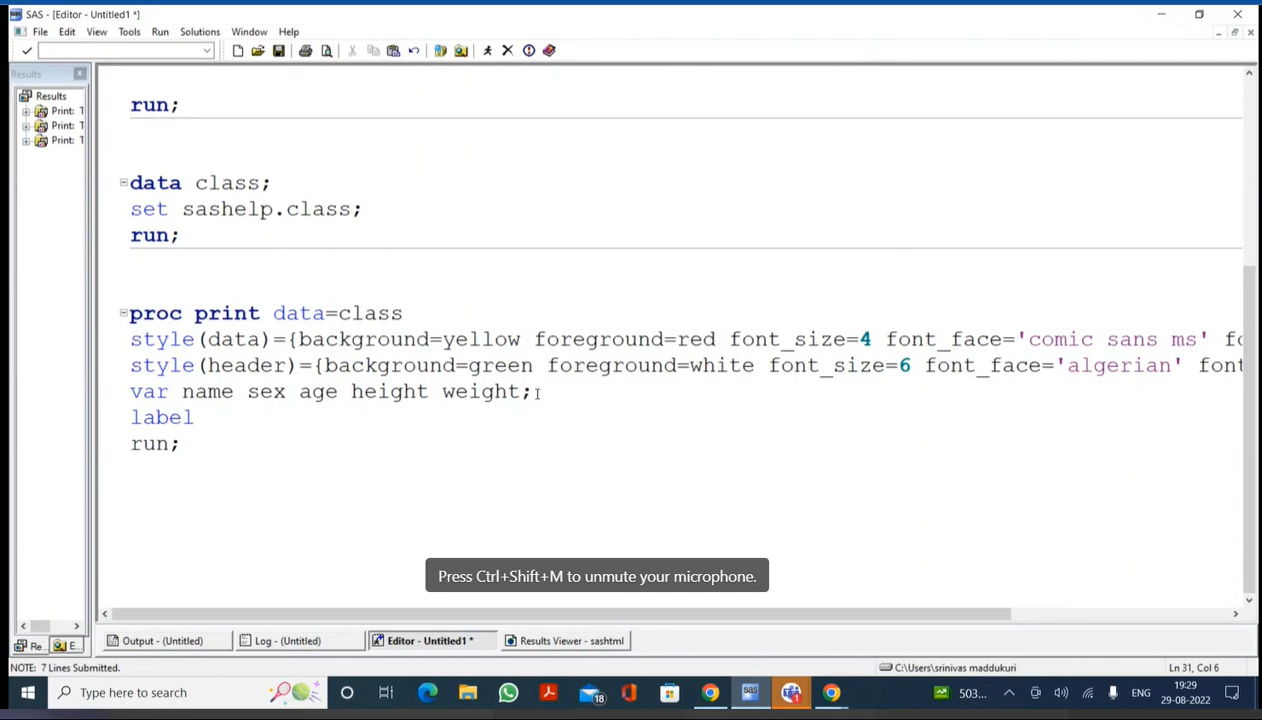 SAS - [Editor - Untitled1 *]
File Edit View Tools Run Solutions Window Help
Results
Results
Print: T
Print: T
Print: T
run;
data class;
set sashelp.class;
run;
proc print data=class
style(data)={background=yellow foreground=red font_size=4 font_face='comic sans ms' fo
style(header)={background=green foreground=white font_size=6 font_face='algerian' font
var name sex age height weight;
label
run;
Press Ctrl+Shift+M to unmute your microphone.
Re... E... Output - (Untitled) Log - (Untitled) Editor - Untitled1 * Results Viewer - sashtml
NOTE: 7 Lines Submitted. C:\Users\srinivas maddukuri Ln 31, Col 6
Type here to search 18 sas 1 503... ENG 19:29
29-08-2022